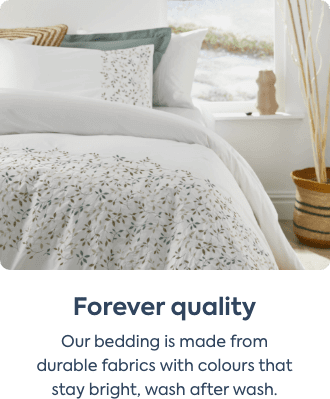 Forever quality
Our bedding is made from
durable fabrics with colours that
stay bright, wash after wash.